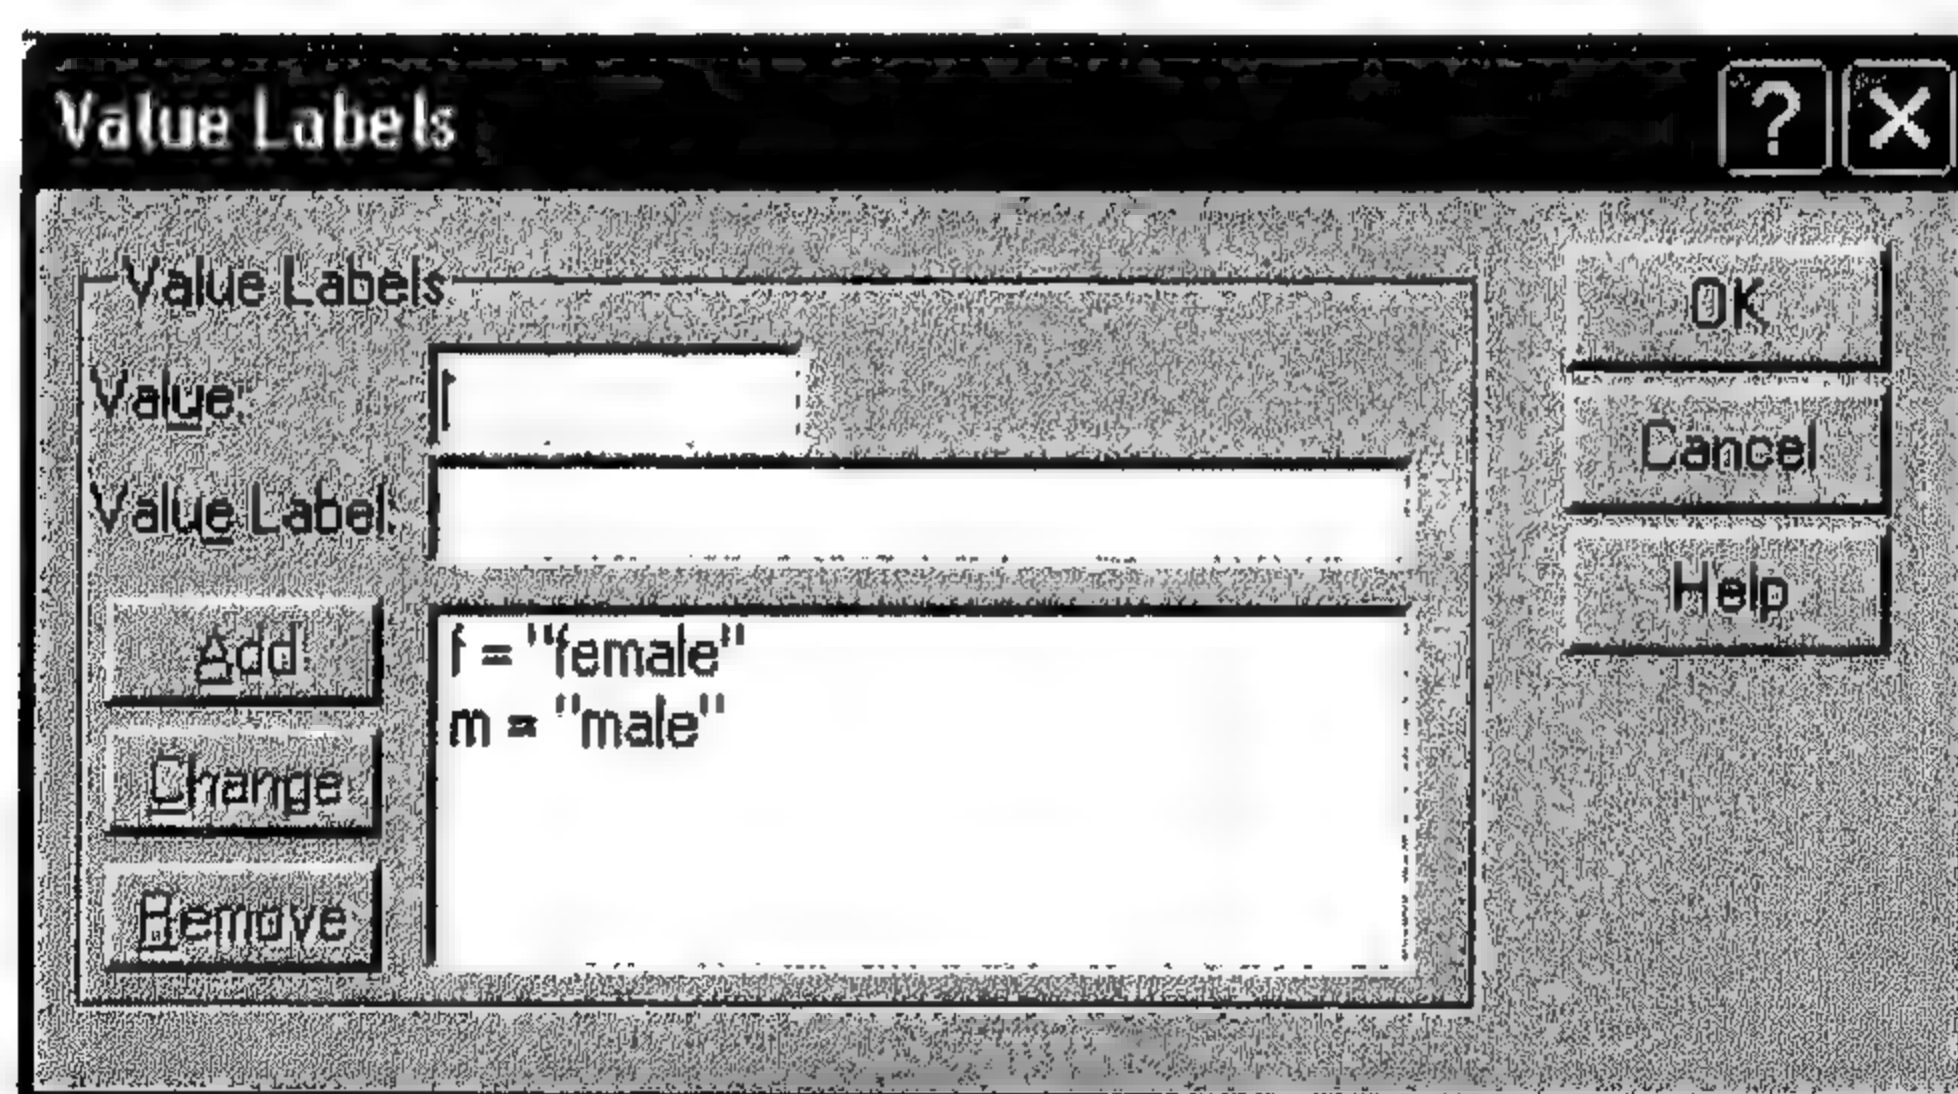 Value Labels
? X
Value Labels
Value:
Value Label:
Add
Change
Remove
f = "female"
m = "male"
OK
Cancel
Help